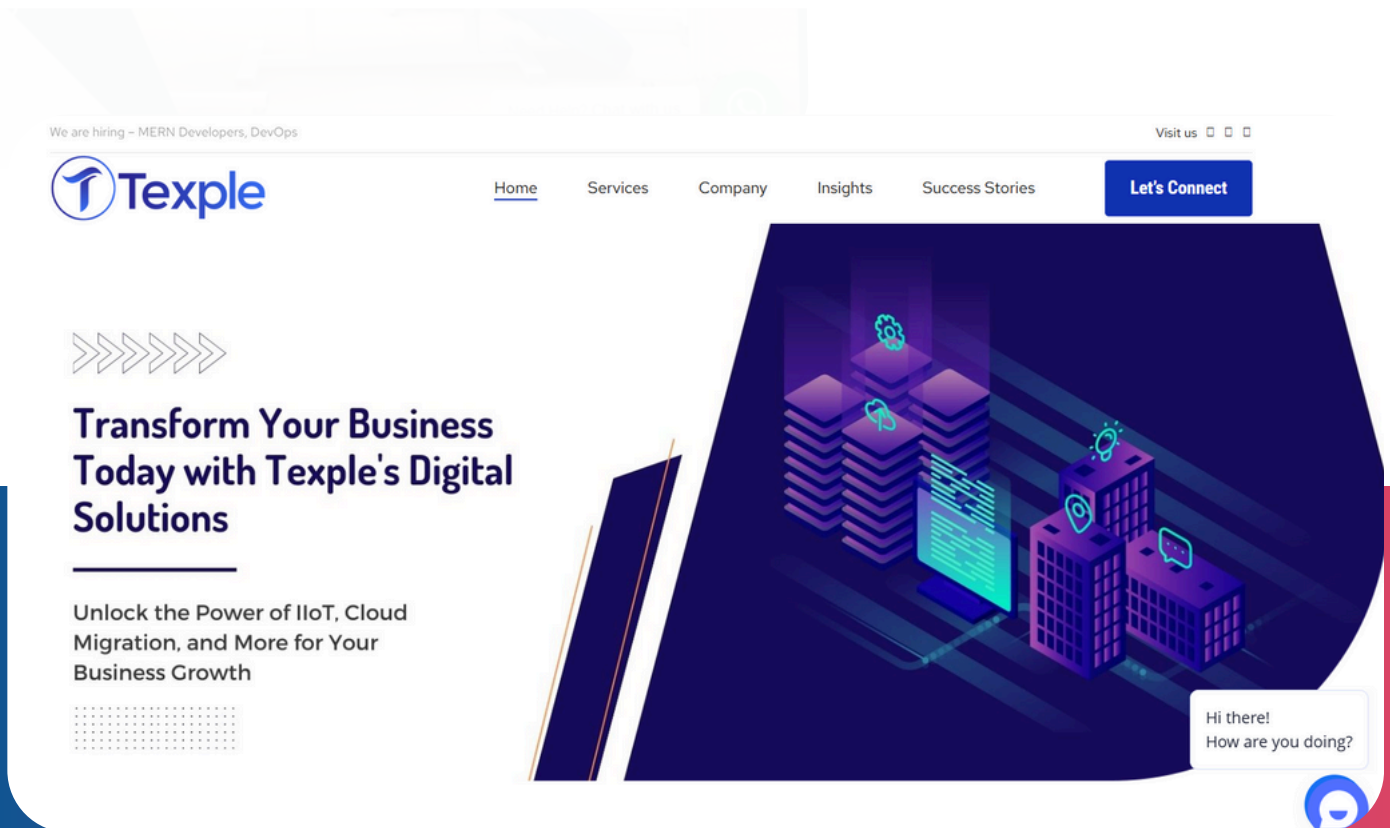 We are hiring – MERN Developers, DevOps
Visit us
Texple
Home
Services
Company
Insights
Success Stories
Let's Connect
Transform Your Business
Today with Texple's Digital
Solutions
Unlock the Power of IIoT, Cloud
Migration, and More for Your
Business Growth
Hi there!
How are you doing?